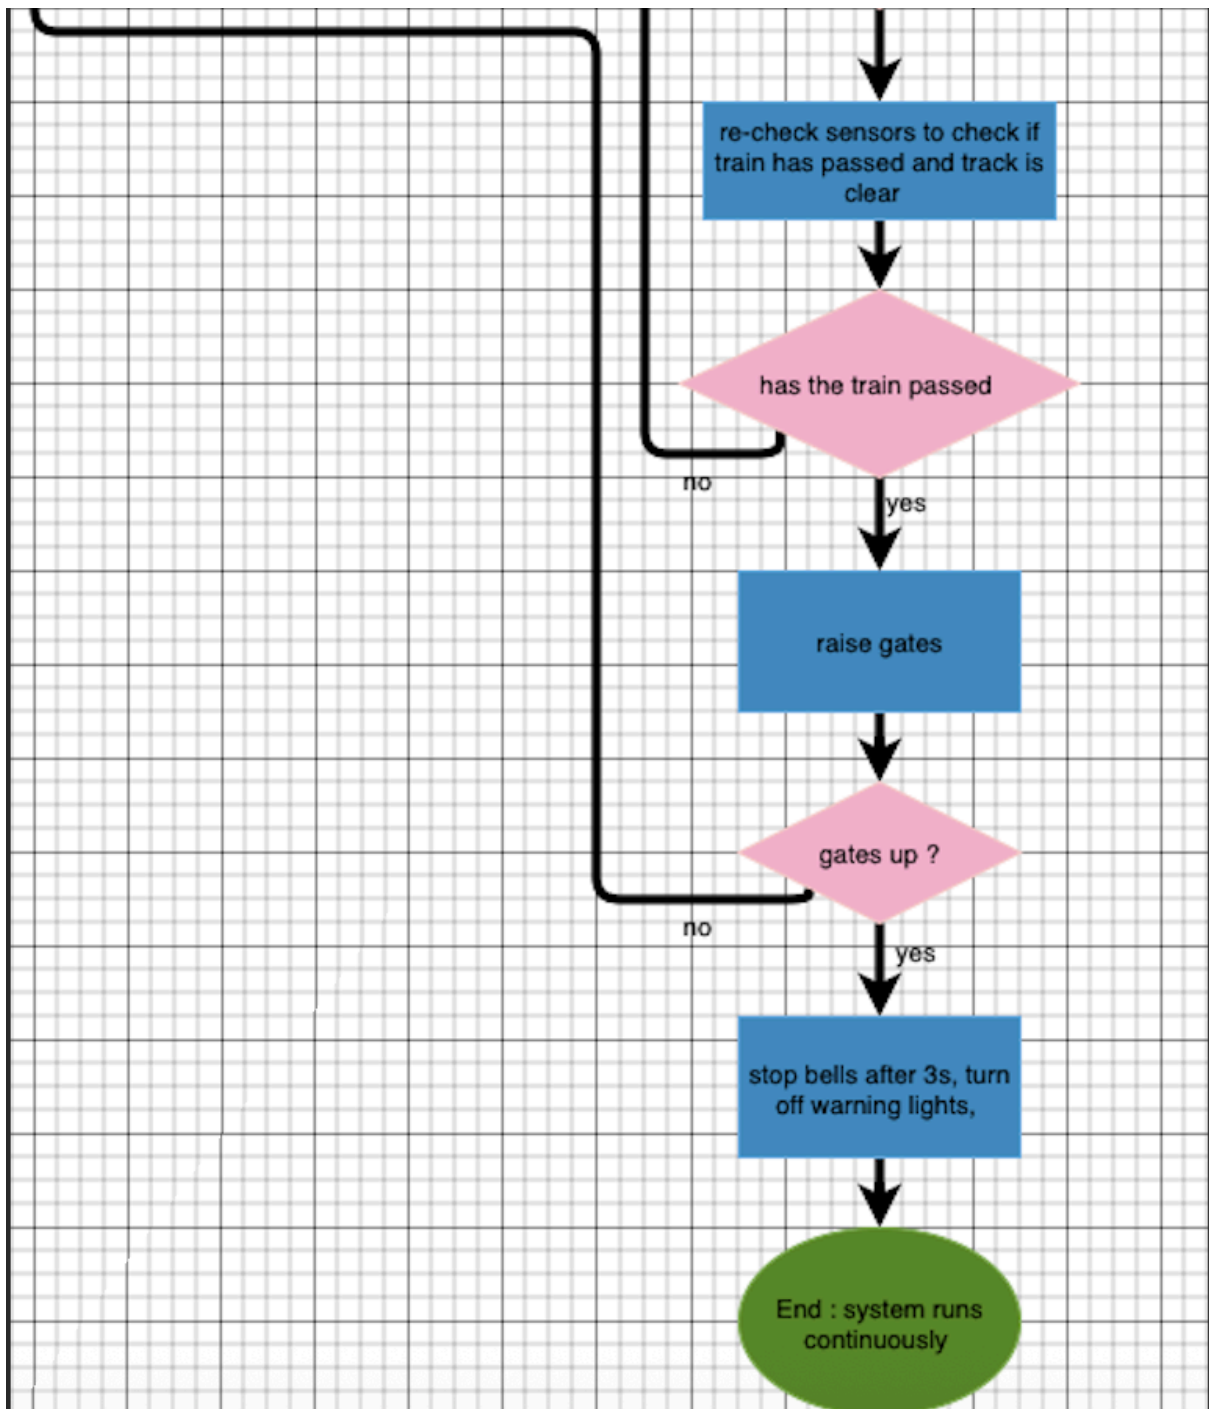 re-check sensors to check if
train has passed and track is
clear
has the train passed
no
yes
raise gates
gates up ?
no
yes
stop bells after 3s, turn
off warning lights,
End : system runs
continuously